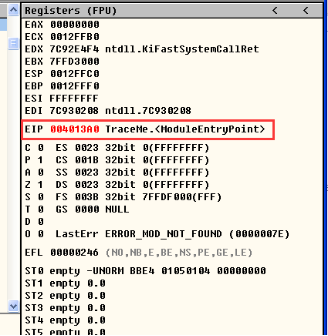 Registers (FPU) < <
EAX 00000000
ECX 0012FFB0
EDX 7C92E4F4 ntdll.KiFastSystemCallRet
EBX 7FFD3000
ESP 0012FFC0
EBP 0012FFF0
ESI FFFFFFFF
EDI 7C930208 ntdll.7C930208
EIP 004013A0 TraceMe.<ModuleEntryPoint>
C 0 ES 0023 32bit 0(FFFFFFFF)
P 1 CS 001B 32bit 0(FFFFFFFF)
A 0 SS 0023 32bit 0(FFFFFFFF)
Z 1 DS 0023 32bit 0(FFFFFFFF)
S 0 FS 003B 32bit 7FFDF000(FFF)
T 0 GS 0000 NULL
D 0
O 0 LastErr ERROR_MOD_NOT_FOUND (0000007E)
EFL 00000246 (NO,NB,E,BE,NS,PE,GE,LE)
ST0 empty -UNORM BBE4 01050104 00000000
ST1 empty 0.0
ST2 empty 0.0
ST3 empty 0.0
ST4 empty 0.0
ST5 empty 0.0